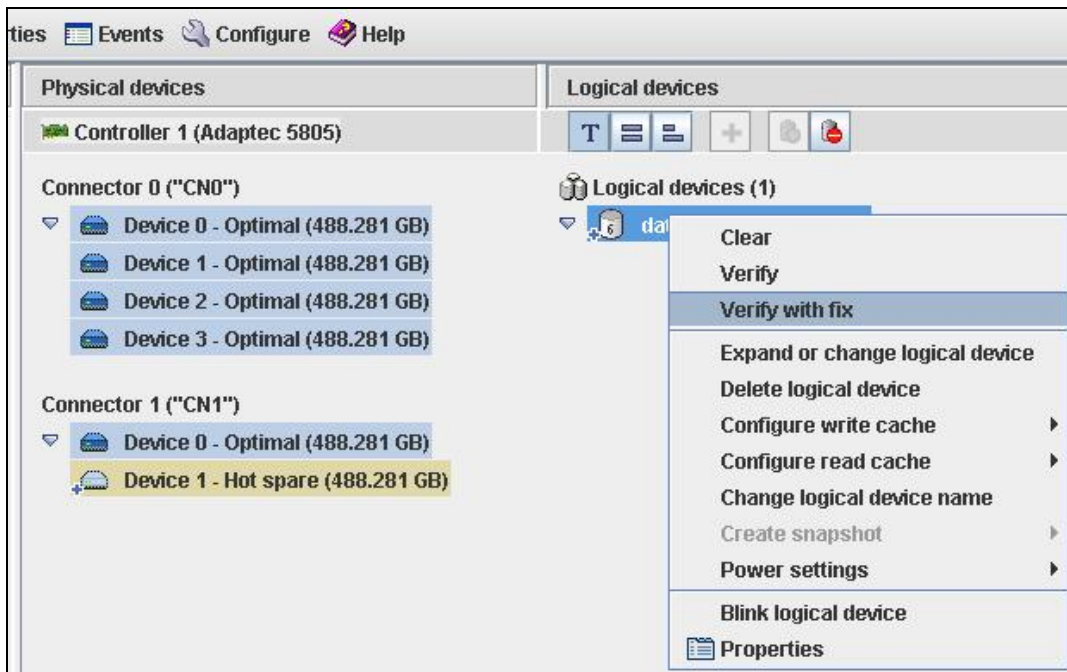 ties Events Configure Help
Physical devices
Logical devices
Controller 1 (Adaptec 5805)
T
Connector 0 ("CN0")
Device 0 - Optimal (488.281 GB)
Device 1 - Optimal (488.281 GB)
Device 2 - Optimal (488.281 GB)
Device 3 - Optimal (488.281 GB)
Connector 1 ("CN1")
Device 0 - Optimal (488.281 GB)
Device 1 - Hot spare (488.281 GB)
Logical devices (1)
6 dat
Clear
Verify
Verify with fix
Expand or change logical device
Delete logical device
Configure write cache
Configure read cache
Change logical device name
Create snapshot
Power settings
Blink logical device
Properties